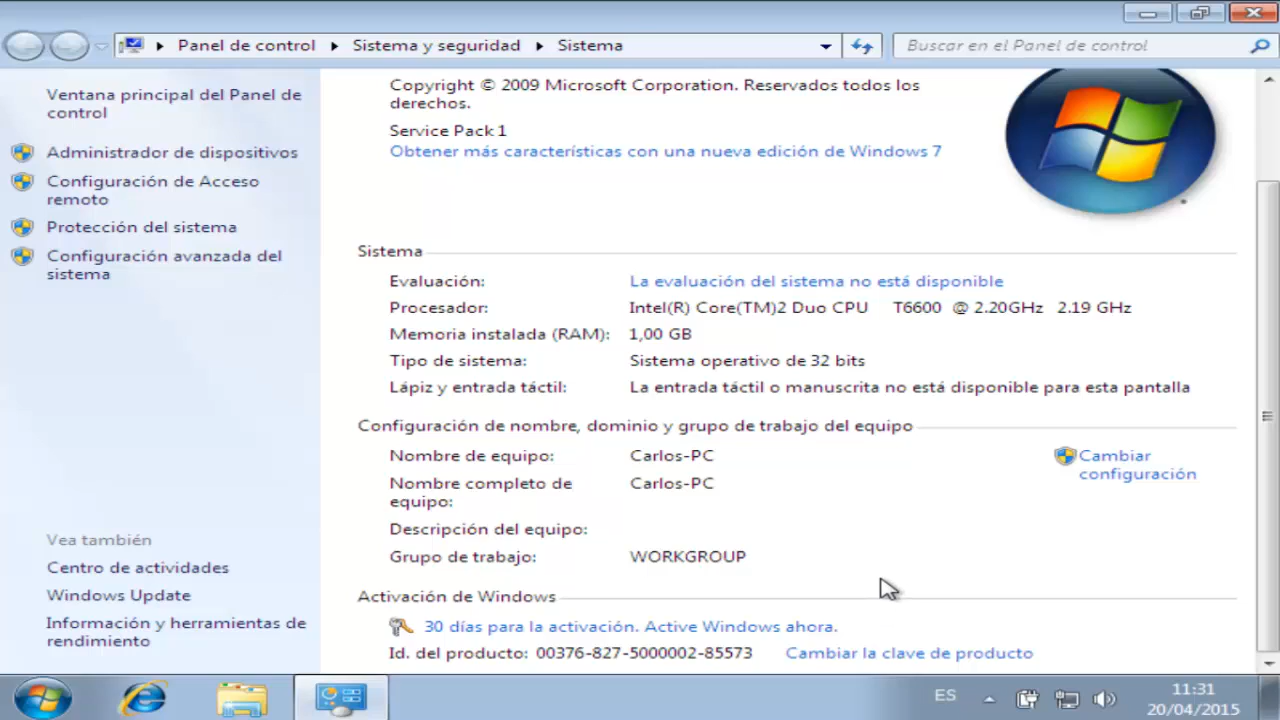 Panel de control ▸ Sistema y seguridad ▸ Sistema
Buscar en el Panel de control
Ventana principal del Panel de
control
Administrador de dispositivos
Configuración de Acceso
remoto
Protección del sistema
Configuración avanzada del
sistema
Vea también
Centro de actividades
Windows Update
Información y herramientas de
rendimiento
Copyright © 2009 Microsoft Corporation. Reservados todos los
derechos.
Service Pack 1
Obtener más características con una nueva edición de Windows 7
Sistema
Evaluación: La evaluación del sistema no está disponible
Procesador: Intel(R) Core(TM)2 Duo CPU T6600 @ 2.20GHz 2.19 GHz
Memoria instalada (RAM): 1,00 GB
Tipo de sistema: Sistema operativo de 32 bits
Lápiz y entrada táctil: La entrada táctil o manuscrita no está disponible para esta pantalla
Configuración de nombre, dominio y grupo de trabajo del equipo
Nombre de equipo: Carlos-PC
Cambiar
configuración
Nombre completo de
equipo: Carlos-PC
Descripción del equipo:
Grupo de trabajo: WORKGROUP
Activación de Windows
30 días para la activación. Active Windows ahora.
Id. del producto: 00376-827-5000002-85573 Cambiar la clave de producto
ES
11:31
20/04/2015